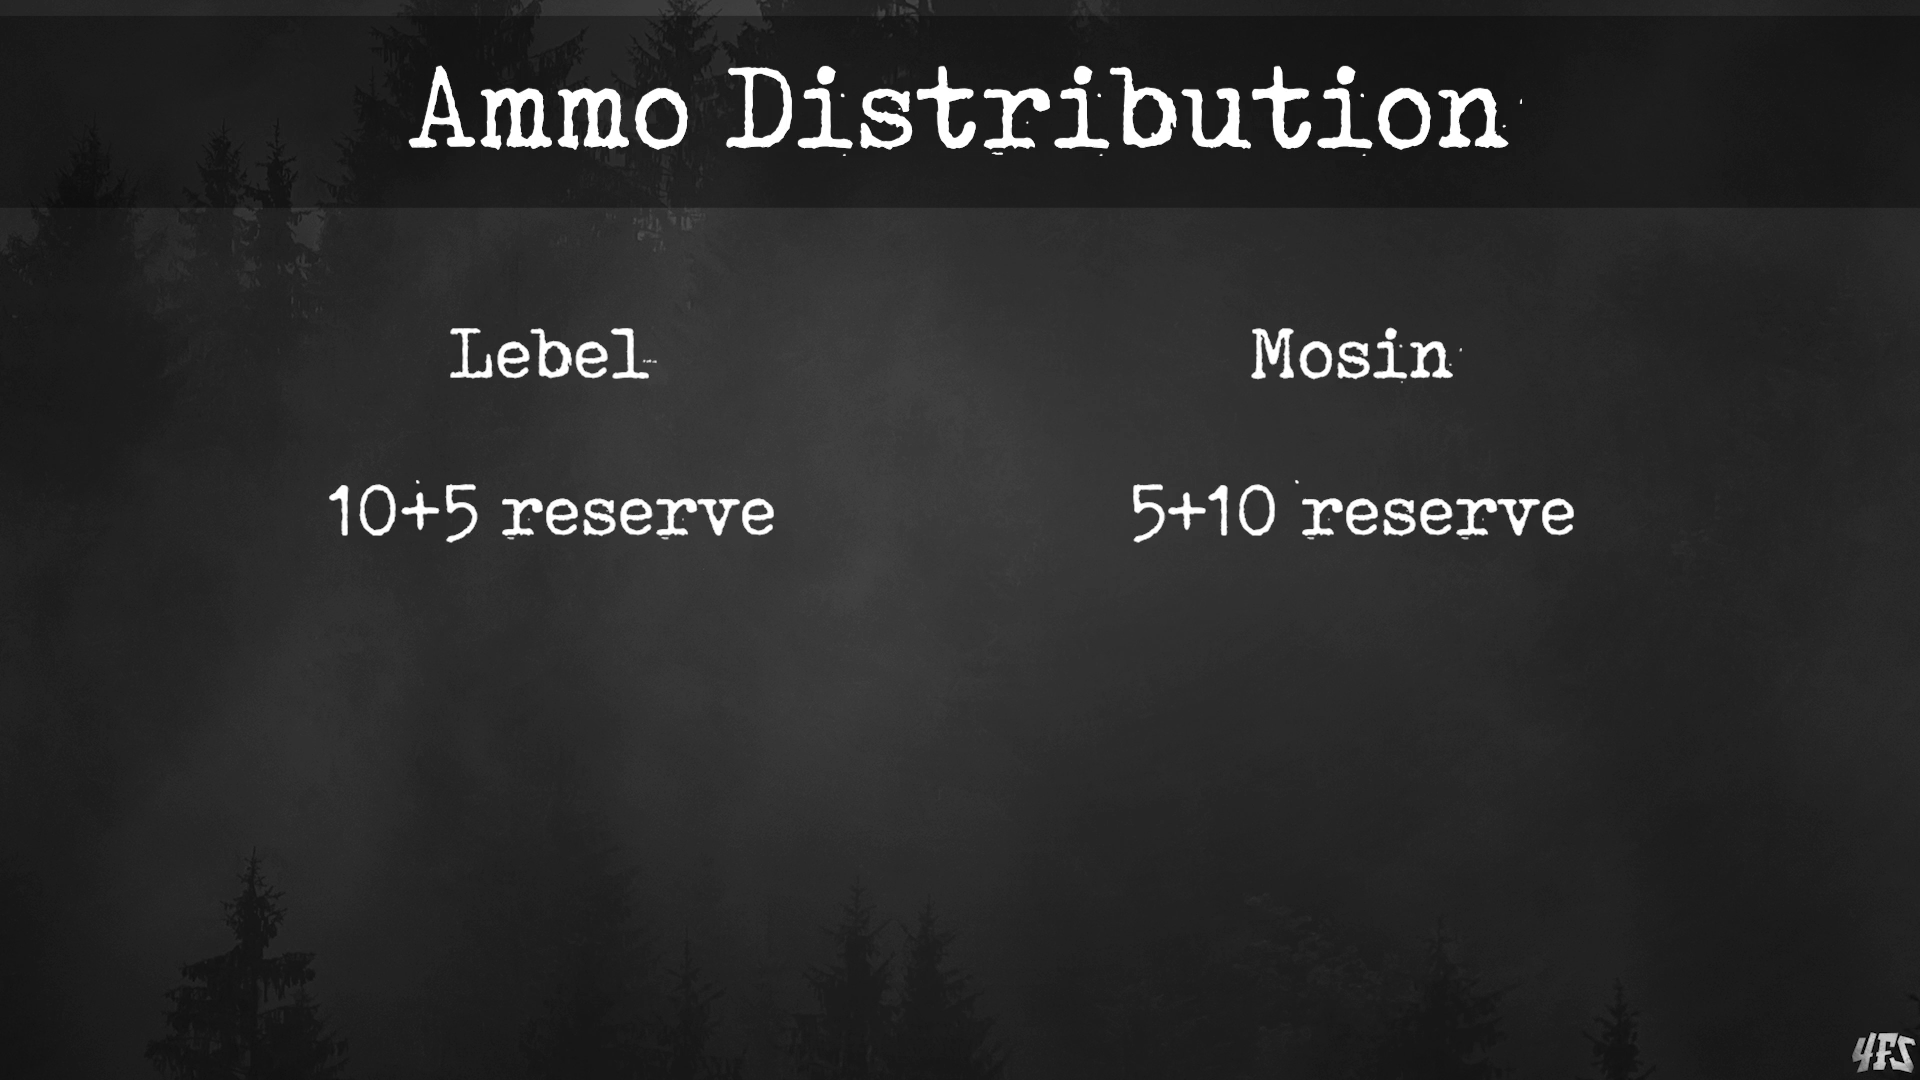 Ammo Distribution
Lebel
Mosin
10+5 reserve
5+10 reserve
4FS